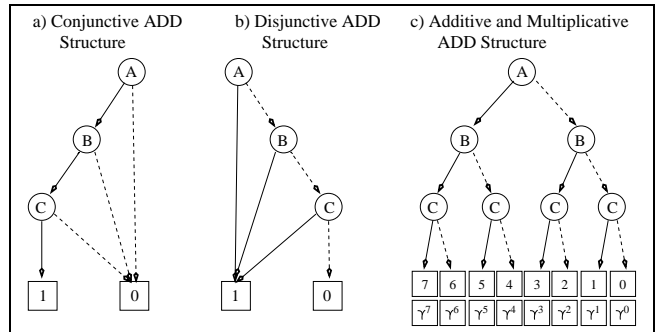 a) Conjunctive ADD
Structure
b) Disjunctive ADD
Structure
c) Additive and Multiplicative
ADD Structure
A
B
C
1
0
A
B
C
1
0
A
B
B
C
C
C
C
7 6 5 4 3 2 1 0
γ⁷ γ⁶ γ⁵ γ⁴ γ³ γ² γ¹ γ⁰